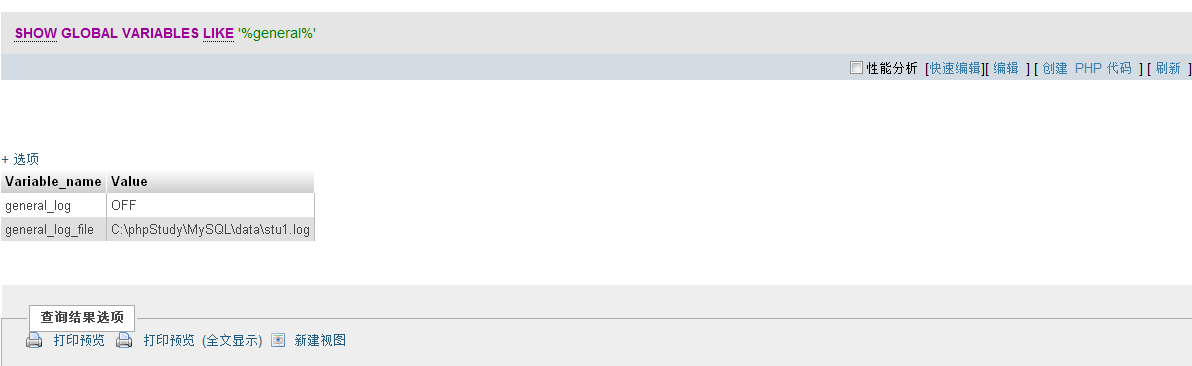 SHOW GLOBAL VARIABLES LIKE '%general%'
性能分析 [快速编辑][ 编辑 ] [ 创建 PHP 代码 ] [ 刷新 ]
+ 选项
Variable_name Value
general_log OFF
general_log_file C:\phpStudy\MySQL\data\stu1.log
查询结果选项
打印预览 打印预览 (全文显示) 新建视图